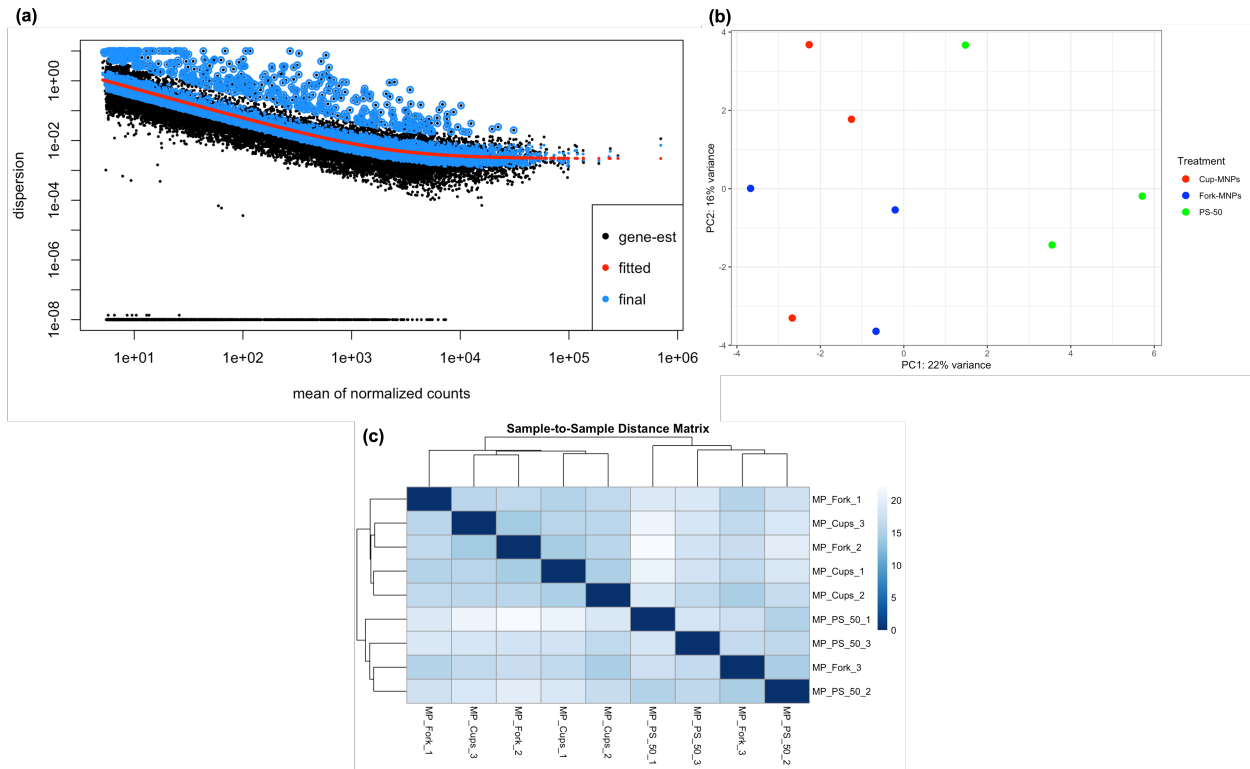 (a)
dispersion
1e+00
1e-02
1e-04
1e-06
1e-08
gene-est
fitted
final
1e+01
1e+02
1e+03
1e+04
1e+05
1e+06
mean of normalized counts
(b)
PC2: 16% variance
4
2
0
-2
-4
-4
-2
0
2
4
6
PC1: 22% variance
Treatment
Cup-MNPs
Fork-MNPs
PS-50
(c)
Sample-to-Sample Distance Matrix
MP_Fork_1
MP_Cups_3
MP_Fork_2
MP_Cups_1
MP_Cups_2
MP_PS_50_1
MP_PS_50_3
MP_Fork_3
MP_PS_50_2
20
15
10
5
0
MP_Fork_1
MP_Cups_3
MP_Fork_2
MP_Cups_1
MP_Cups_2
MP_PS_50_1
MP_PS_50_3
MP_Fork_3
MP_PS_50_2